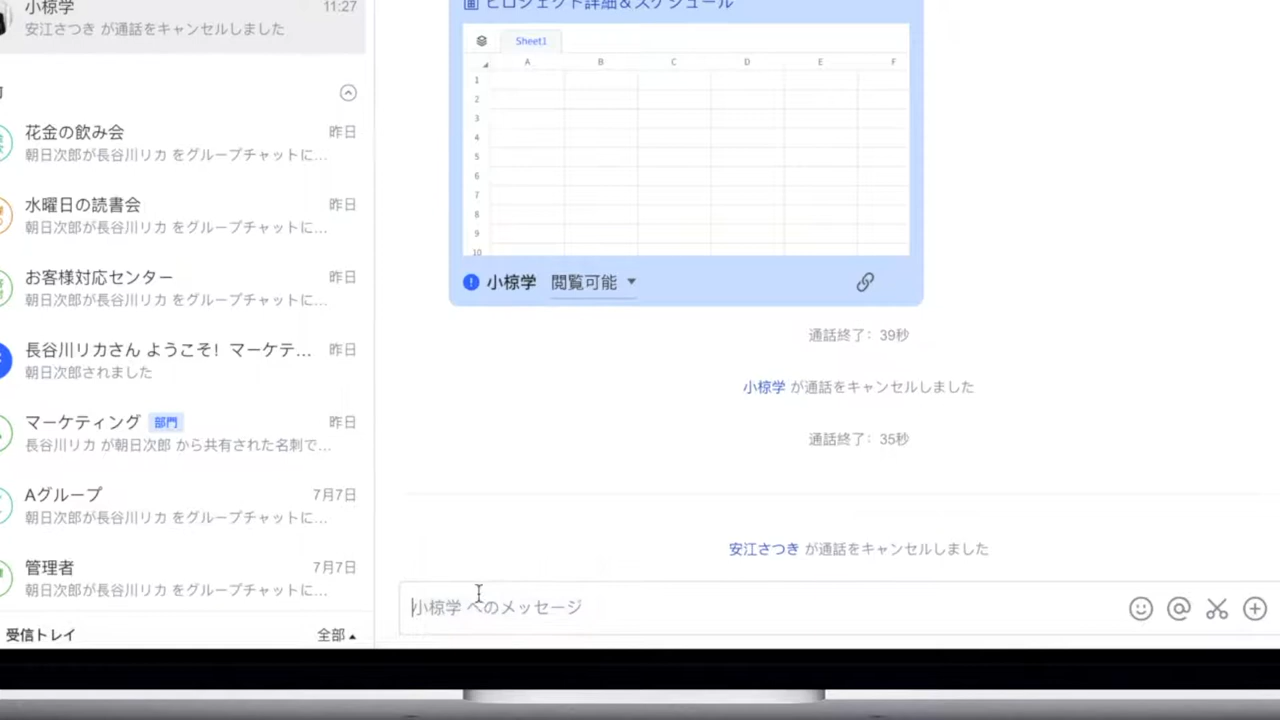 小椋学
11:27
安江さつき が通話をキャンセルしました
花金の飲み会
昨日
朝日次郎が長谷川リカ をグループチャットに…
水曜日の読書会
昨日
朝日次郎が長谷川リカ をグループチャットに…
お客様対応センター
昨日
朝日次郎が長谷川リカ をグループチャットに…
長谷川リカさん ようこそ！マーケテ…
昨日
朝日次郎されました
マーケティング 部門
昨日
長谷川リカ が朝日次郎 から共有された名刺で…
Aグループ
7月7日
朝日次郎が長谷川リカ をグループチャットに…
管理者
7月7日
朝日次郎が長谷川リカ をグループチャットに…
受信トレイ
全部
プロジェクト詳細＆スケジュール
Sheet1
A B C D E F
1
2
3
4
5
6
7
8
9
10
小椋学 閲覧可能
通話終了：39秒
小椋学 が通話をキャンセルしました
通話終了：35秒
安江さつき が通話をキャンセルしました
小椋学 へのメッセージ